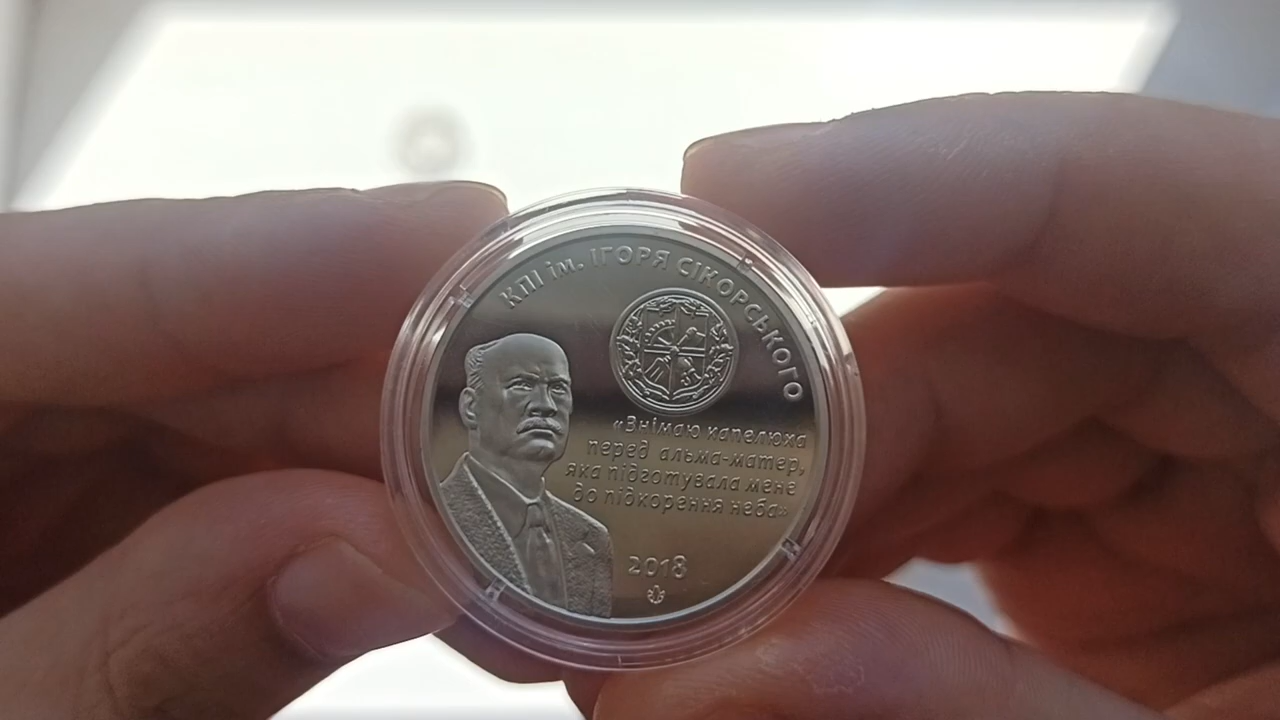 КПІ ім. ІГОРЯ СІКОРСЬКОГО
«Знімаю капелюха
перед альма-матер,
яка підготувала мене
до підкорення неба»
2018